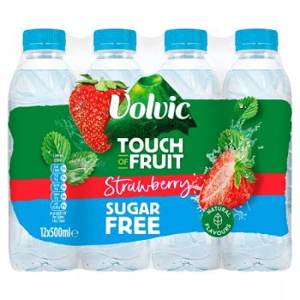 Volvic
TOUCH
OF
FRUIT
Strawberry
SUGAR
FREE
NATURAL
FLAVOURS
12x500ml